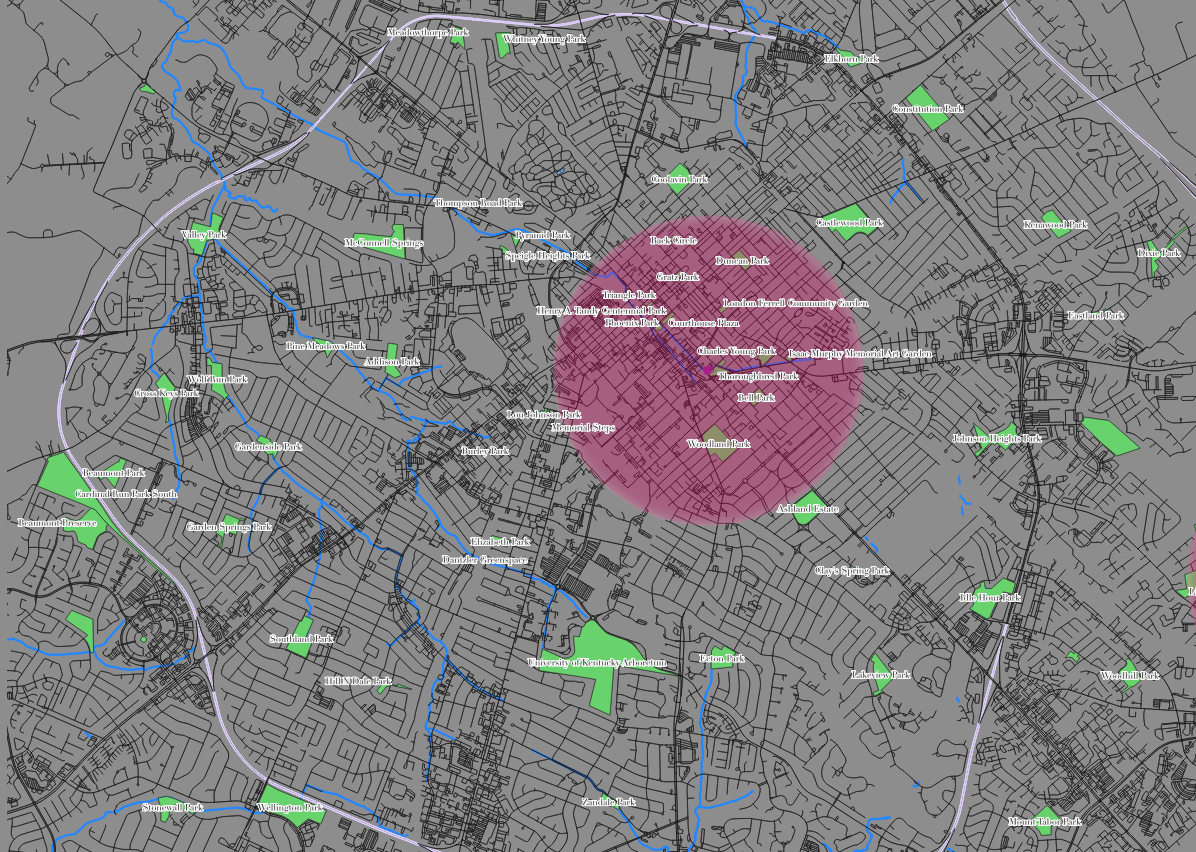 Meadowthorpe Park
Whitney Young Park
Elkhorn Park
Constitution Park
Coolavin Park
Thompson Road Park
Castlewood Park
Kenawood Park
Valley Park
Pyramid Park
McConnell Springs
Back Circle
Speigle Heights Park
Dixie Park
Duncan Park
Gratz Park
Triangle Park
London Ferrell Community Garden
Henry A. Tandy Centennial Park
Eastland Park
Phoenix Park
Courthouse Plaza
Pine Meadows Park
Charles Young Park
Isaac Murphy Memorial Art Garden
Addison Park
Thoroughbred Park
Wolf Run Park
Cross Keys Park
Bell Park
Lou Johnson Park
Memorial Steps
Johnson Heights Park
Woodland Park
Gardenside Park
Burley Park
Beaumont Park
Cardinal Run Park South
Ashland Estate
Beaumont Preserve
Garden Springs Park
Elizabeth Park
Dantzler Greenspace
Clay's Spring Park
Idle Hour Park
Southland Park
Ecton Park
University of Kentucky Arboretum
Lakeview Park
Woodhill Park
Hill N Dale Park
Zandale Park
Stonewall Park
Wellington Park
Mount Tabor Park